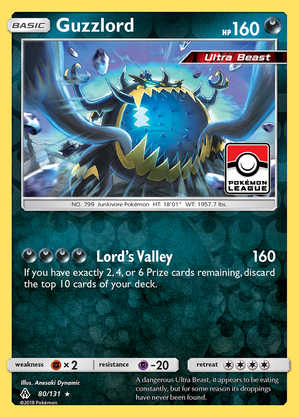 BASIC Guzzlord HP 160
Ultra Beast
POKÉMON
LEAGUE
NO. 799 Junkivore Pokémon HT: 18'01" WT: 1957.7 lbs.
Lord's Valley 160
If you have exactly 2, 4, or 6 Prize cards remaining, discard
the top 10 cards of your deck.
weakness × 2 resistance -20 retreat
Illus. Anesaki Dynamic
80/131 ★
©2018 Pokémon
A dangerous Ultra Beast, it appears to be eating
constantly, but for some reason its droppings
have never been found.